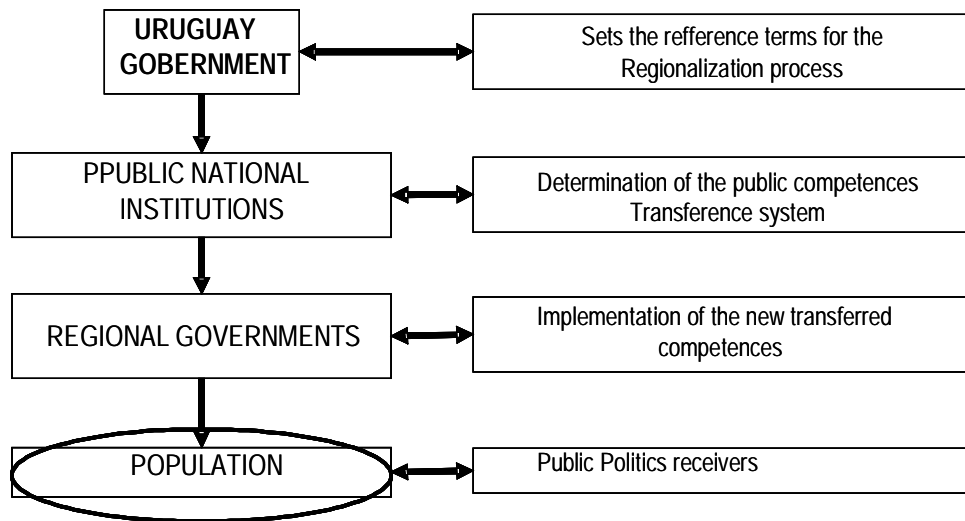 URUGUAY
GOBERNMENT
Sets the refference terms for the
Regionalization process
PPUBLIC NATIONAL
INSTITUTIONS
Determination of the public competences
Transference system
REGIONAL GOVERNMENTS
Implementation of the new transferred
competences
POPULATION
Public Politics receivers